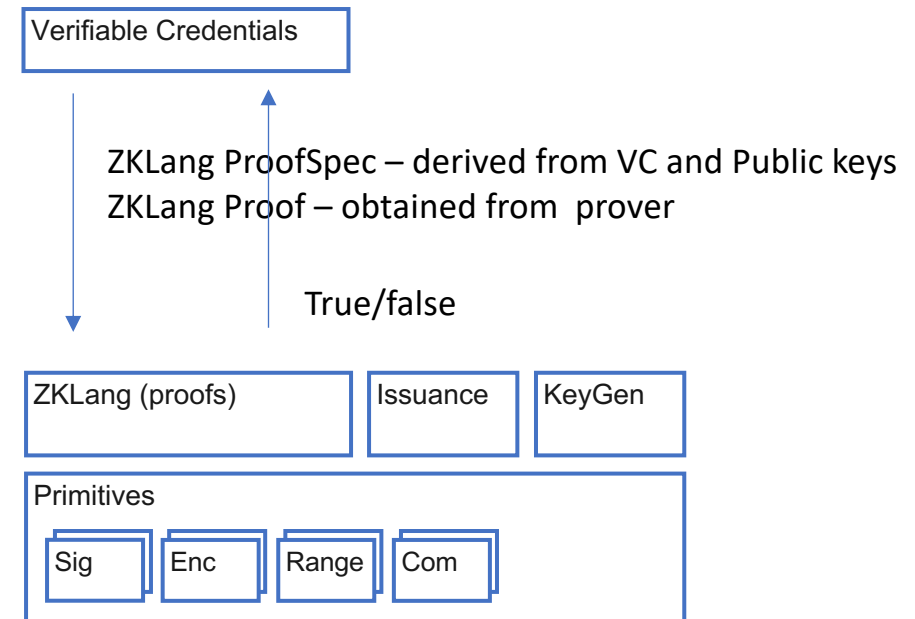 Verifiable Credentials
ZKLang ProofSpec – derived from VC and Public keys
ZKLang Proof – obtained from  prover
True/false
ZKLang (proofs)
Issuance
KeyGen
Primitives
Sig
Enc
Range
Com